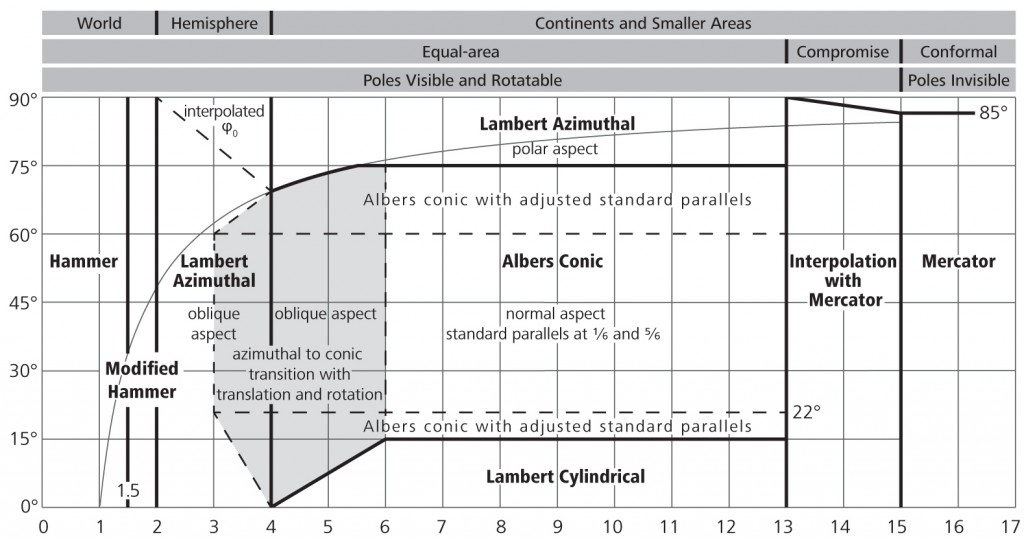 World Hemisphere Continents and Smaller Areas
Equal-area Compromise Conformal
Poles Visible and Rotatable Poles Invisible
90°
75°
60°
45°
30°
15°
0°
interpolated
φ₀
Lambert Azimuthal
polar aspect
85°
Albers conic with adjusted standard parallels
Hammer
Lambert
Azimuthal
Albers Conic
Interpolation
with
Mercator
Mercator
oblique
aspect
oblique aspect
normal aspect
standard parallels at ⅙ and ⅚
azimuthal to conic
transition with
translation and rotation
Modified
Hammer
22°
Albers conic with adjusted standard parallels
Lambert Cylindrical
1.5
0 1 2 3 4 5 6 7 8 9 10 11 12 13 14 15 16 17